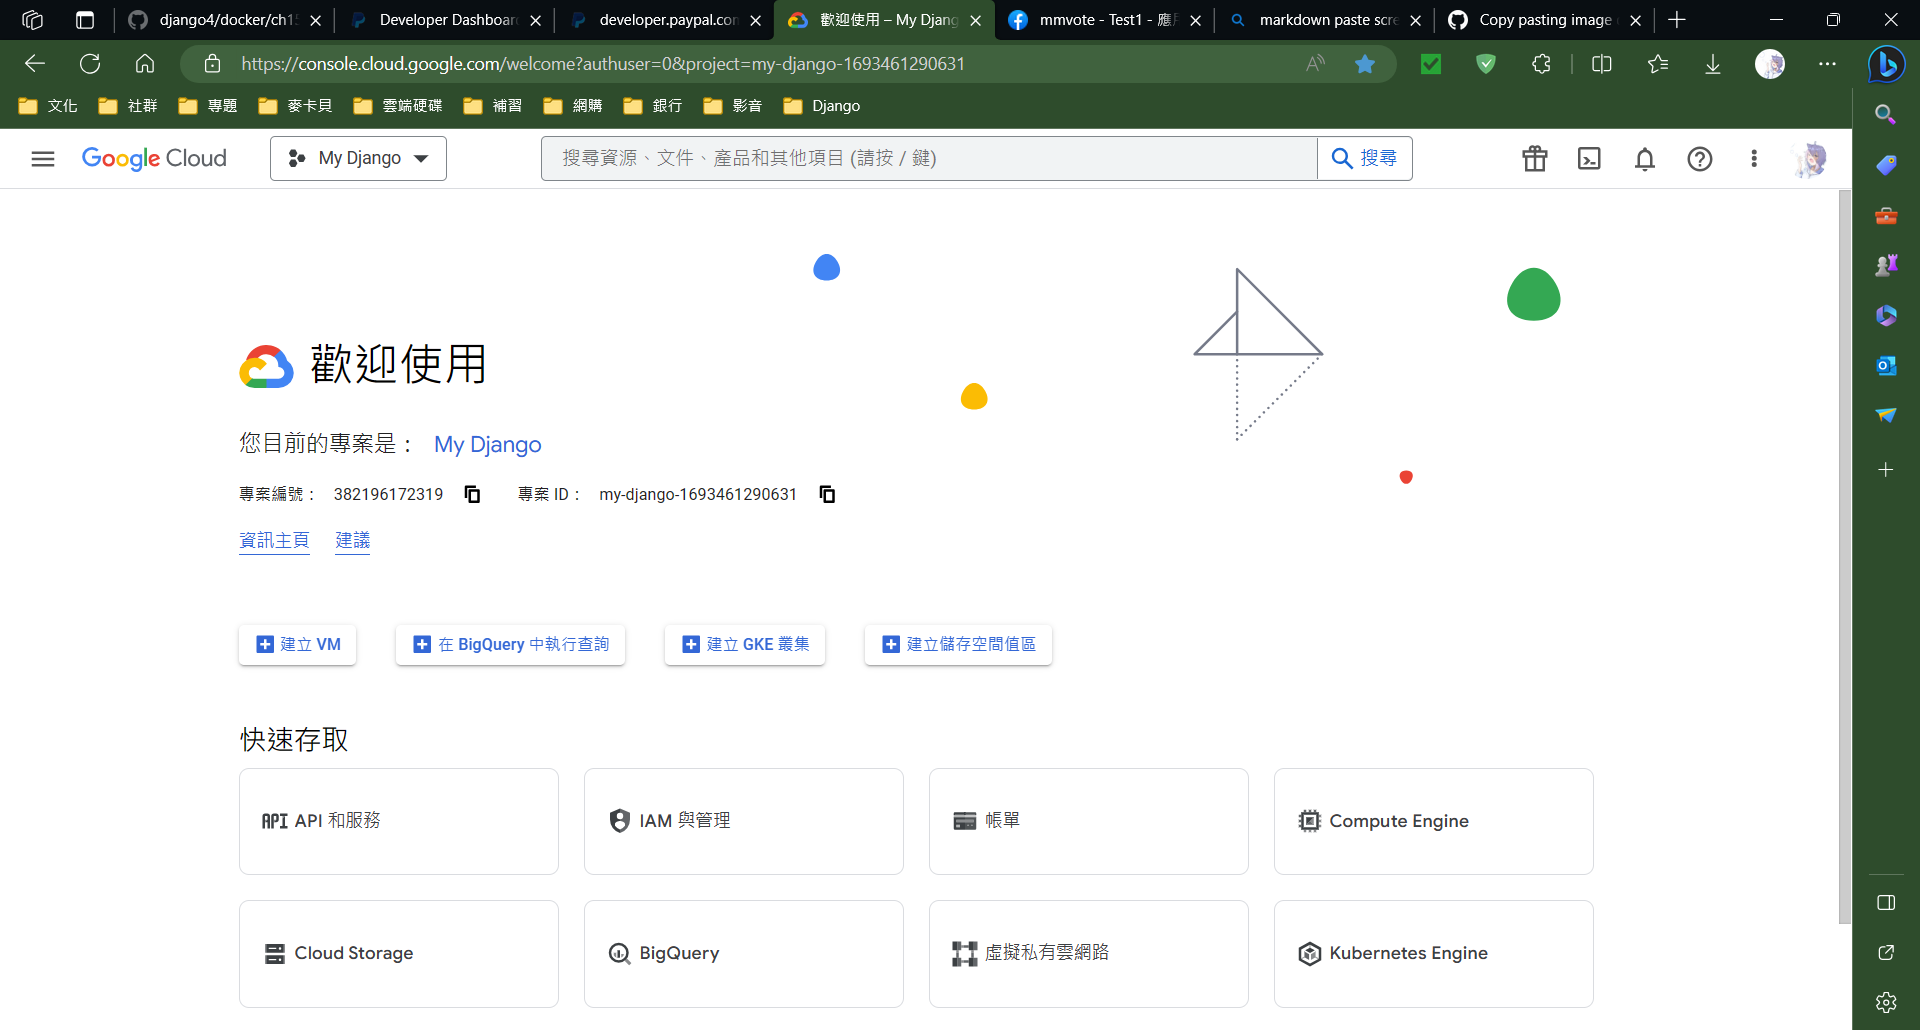 django4/docker/ch15
Developer Dashboard
developer.paypal.com
歡迎使用 – My Djang
mmvote - Test1 - 應用
markdown paste scre
Copy pasting image
https://console.cloud.google.com/welcome?authuser=0&project=my-django-1693461290631
文化
社群
專題
麥卡貝
雲端硬碟
補習
網購
銀行
影音
Django
Google Cloud
My Django
搜尋資源、文件、產品和其他項目 (請按 / 鍵)
搜尋
歡迎使用
您目前的專案是： My Django
專案編號： 382196172319 專案 ID： my-django-1693461290631
資訊主頁 建議
建立 VM
在 BigQuery 中執行查詢
建立 GKE 叢集
建立儲存空間值區
快速存取
API API 和服務
IAM 與管理
帳單
Compute Engine
Cloud Storage
BigQuery
虛擬私有雲網路
Kubernetes Engine